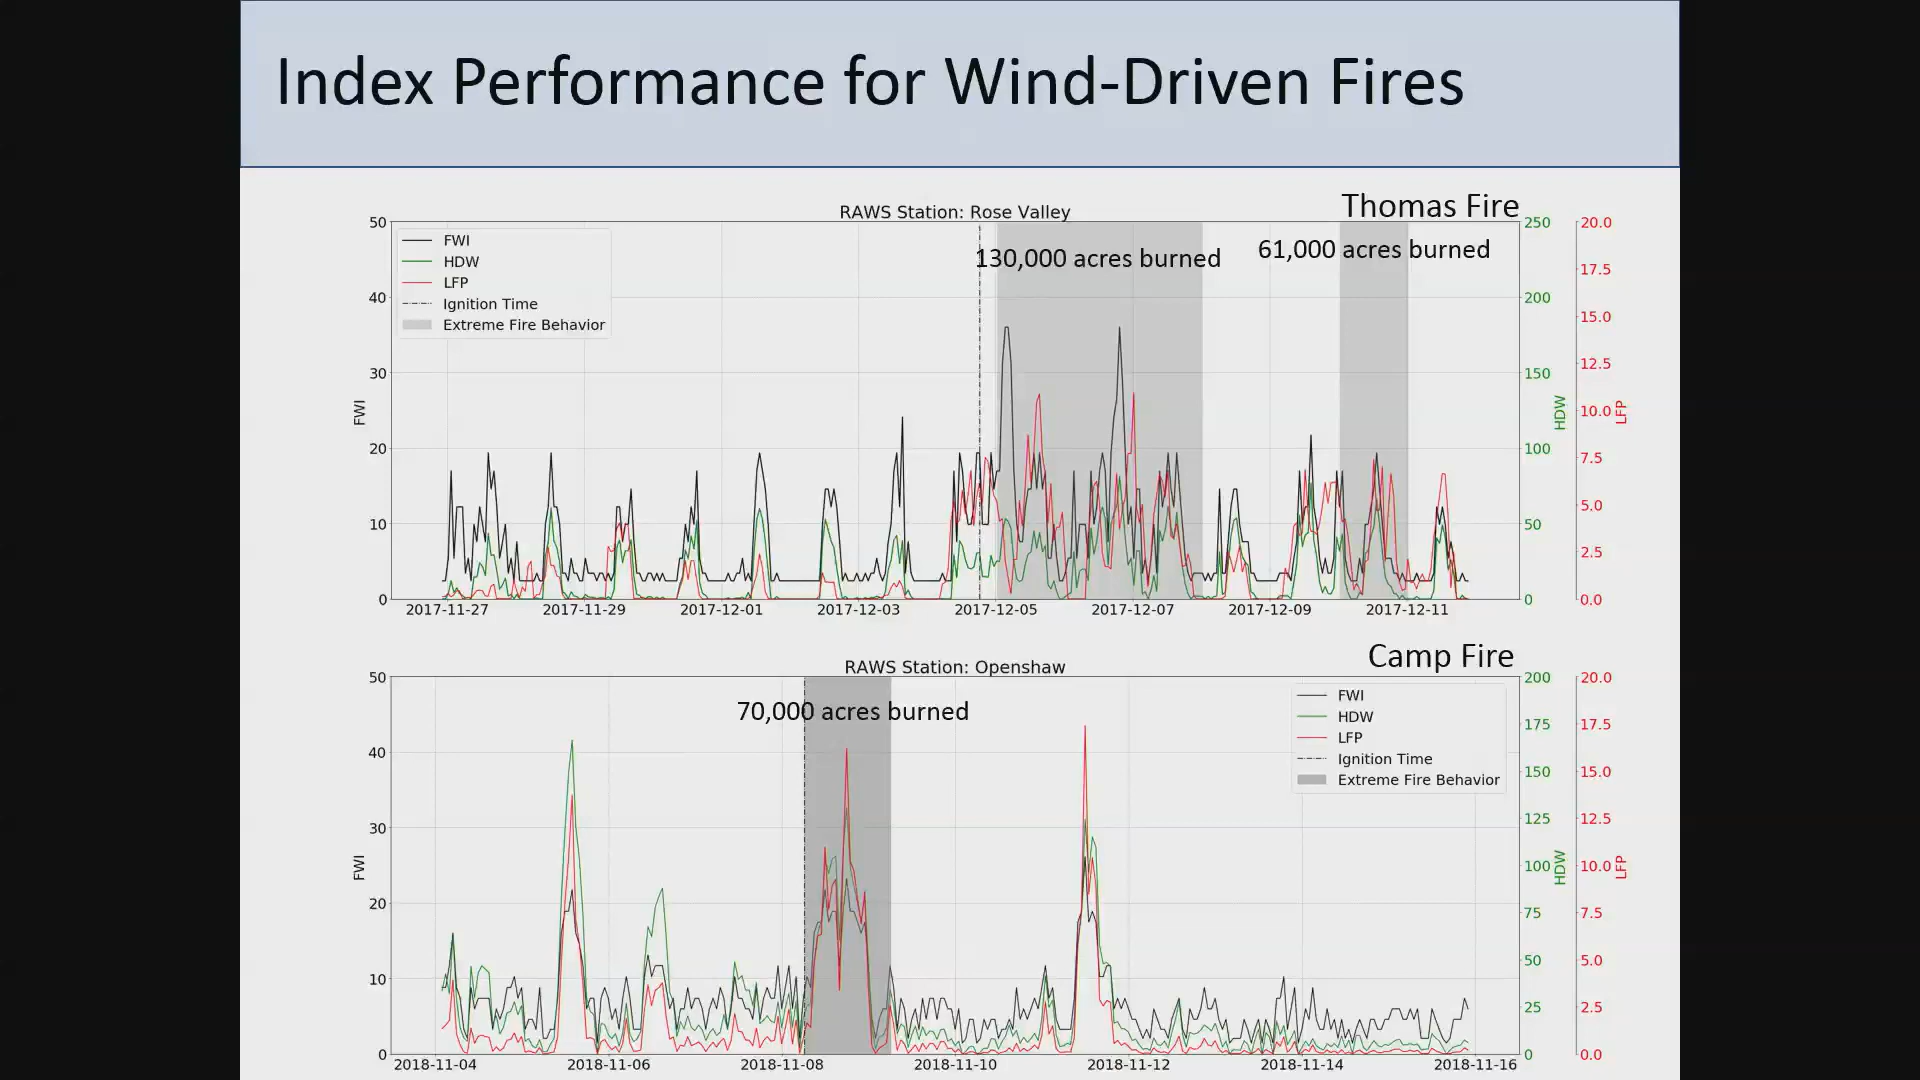 Index Performance for Wind-Driven Fires
Thomas Fire
RAWS Station: Rose Valley
130,000 acres burned
61,000 acres burned
FWI
HDW
LFP
Ignition Time
Extreme Fire Behavior
50
40
30
20
10
0
FWI
250
200
150
100
50
0
HDW
20.0
17.5
15.0
12.5
10.0
7.5
5.0
2.5
0.0
LFP
2017-11-27 2017-11-29 2017-12-01 2017-12-03 2017-12-05 2017-12-07 2017-12-09 2017-12-11
Camp Fire
RAWS Station: Openshaw
70,000 acres burned
FWI
HDW
LFP
Ignition Time
Extreme Fire Behavior
50
40
30
20
10
0
FWI
200
175
150
125
100
75
50
25
0
HDW
20.0
17.5
15.0
12.5
10.0
7.5
5.0
2.5
0.0
LFP
2018-11-04 2018-11-06 2018-11-08 2018-11-10 2018-11-12 2018-11-14 2018-11-16